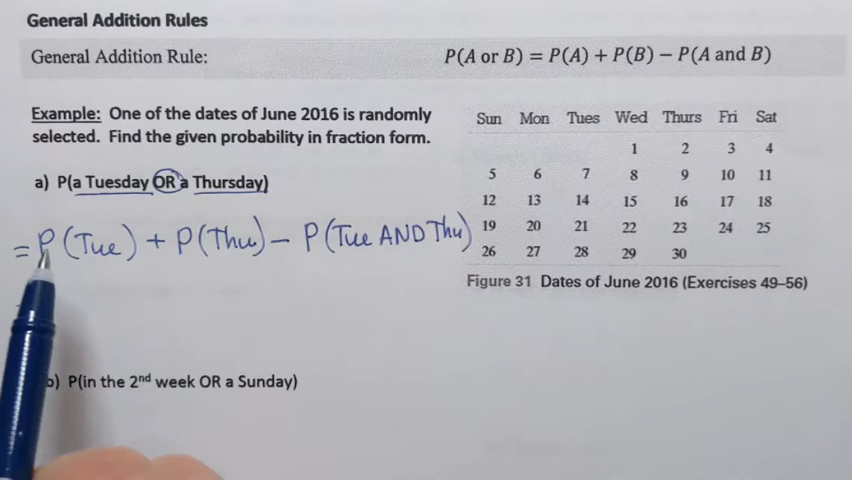 General Addition Rules
General Addition Rule: P(A or B) = P(A) + P(B) − P(A and B)
Example: One of the dates of June 2016 is randomly
selected. Find the given probability in fraction form.
a) P(a Tuesday OR a Thursday)
= P(Tue) + P(Thu) − P(Tue AND Thu)
b) P(in the 2nd week OR a Sunday)
Sun Mon Tues Wed Thurs Fri Sat
1 2 3 4
5 6 7 8 9 10 11
12 13 14 15 16 17 18
19 20 21 22 23 24 25
26 27 28 29 30
Figure 31 Dates of June 2016 (Exercises 49–56)